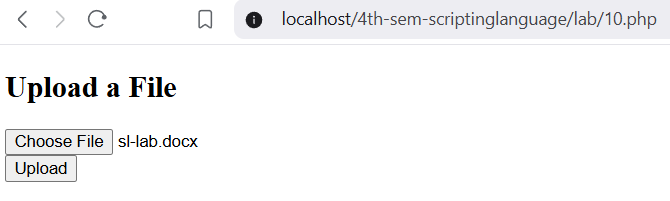 localhost/4th-sem-scriptinglanguage/lab/10.php
Upload a File
Choose File sl-lab.docx
Upload